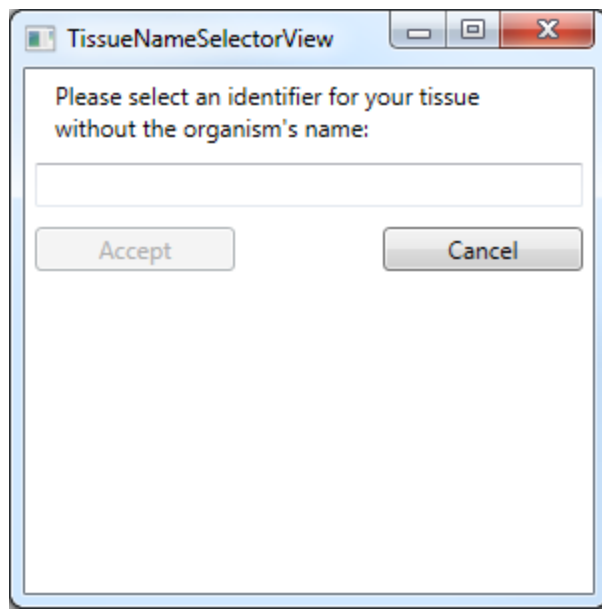 TissueNameSelectorView
Please select an identifier for your tissue
without the organism's name:
Accept
Cancel